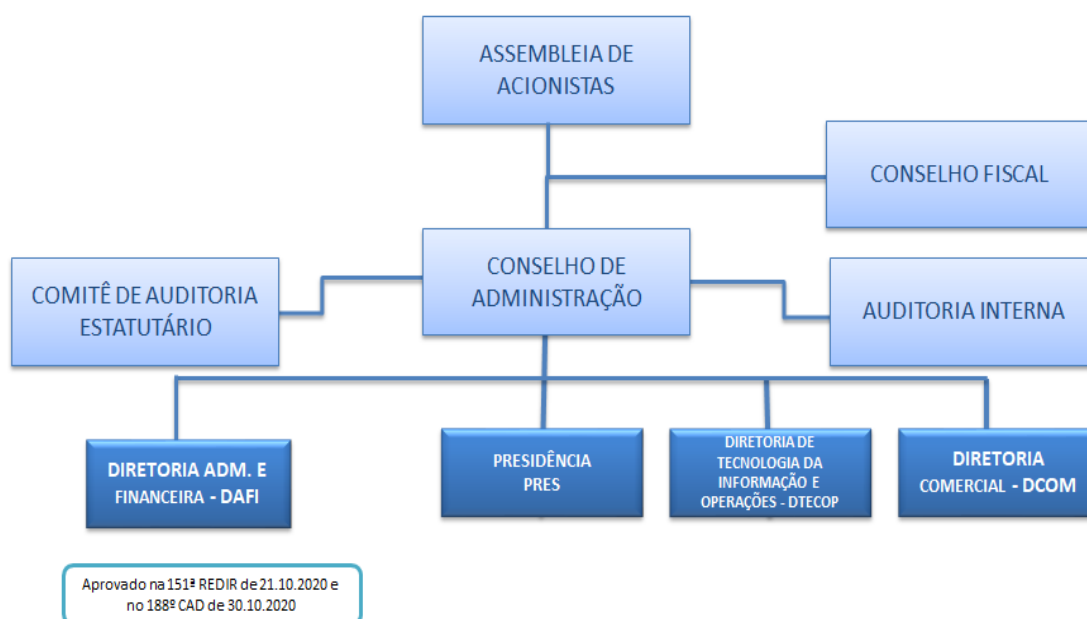 ASSEMBLEIA DE
ACIONISTAS
CONSELHO FISCAL
CONSELHO DE
ADMINISTRAÇÃO
COMITÊ DE AUDITORIA
ESTATUTÁRIO
AUDITORIA INTERNA
DIRETORIA ADM. E
FINANCEIRA - DAFI
PRESIDÊNCIA
PRES
DIRETORIA DE
TECNOLOGIA DA
INFORMAÇÃO E
OPERAÇÕES - DTECOP
DIRETORIA
COMERCIAL - DCOM
Aprovado na 151ª REDIR de 21.10.2020 e
no 188º CAD de 30.10.2020